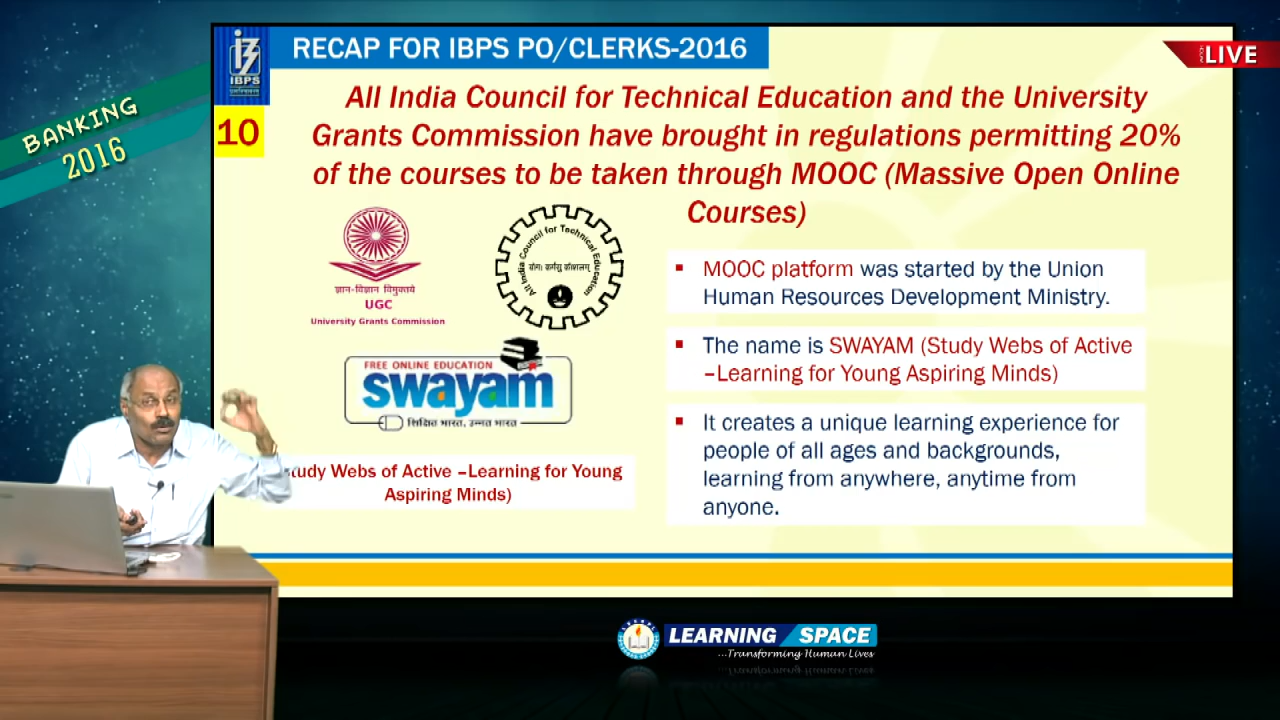 BANKING
2016
IBPS
RECAP FOR IBPS PO/CLERKS-2016
LIVE
10
All India Council for Technical Education and the University
Grants Commission have brought in regulations permitting 20%
of the courses to be taken through MOOC (Massive Open Online
Courses)
ज्ञान-विज्ञान विमुक्तये
UGC
University Grants Commission
All India Council for Technical Education
योगः कर्मसु कौशलम्
FREE ONLINE EDUCATION
swayam
शिक्षित भारत, उन्नत भारत
tudy Webs of Active –Learning for Young
Aspiring Minds)
▪ MOOC platform was started by the Union
Human Resources Development Ministry.
▪ The name is SWAYAM (Study Webs of Active
–Learning for Young Aspiring Minds)
▪ It creates a unique learning experience for
people of all ages and backgrounds,
learning from anywhere, anytime from
anyone.
LEARNING SPACE
...Transforming Human Lives